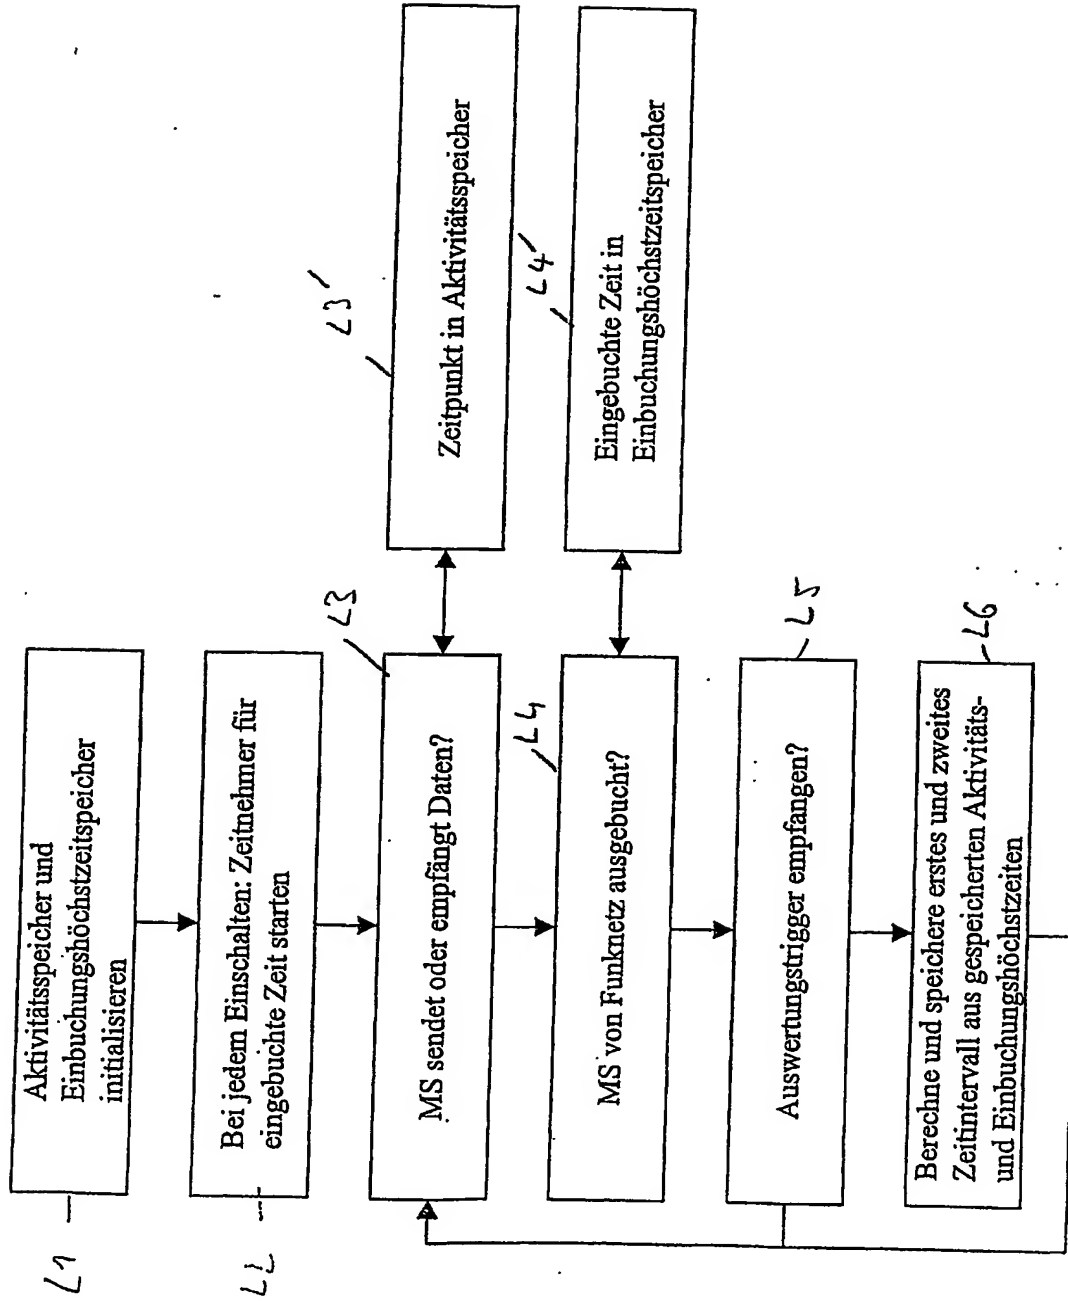 L1
Aktivitätsspeicher und
Einbuchungshöchstzeitspeicher
initialisieren
L2
Bei jedem Einschalten: Zeitnehmer für
eingebuchte Zeit starten
L3
MS sendet oder empfängt Daten?
L3'
Zeitpunkt in Aktivitätsspeicher
L4
MS von Funknetz ausgebucht?
L4'
Eingebuchte Zeit in
Einbuchungshöchstzeitspeicher
L5
Auswertungstrigger empfangen?
L6
Berechne und speichere erstes und zweites
Zeitintervall aus gespeicherten Aktivitäts-
und Einbuchungshöchstzeiten